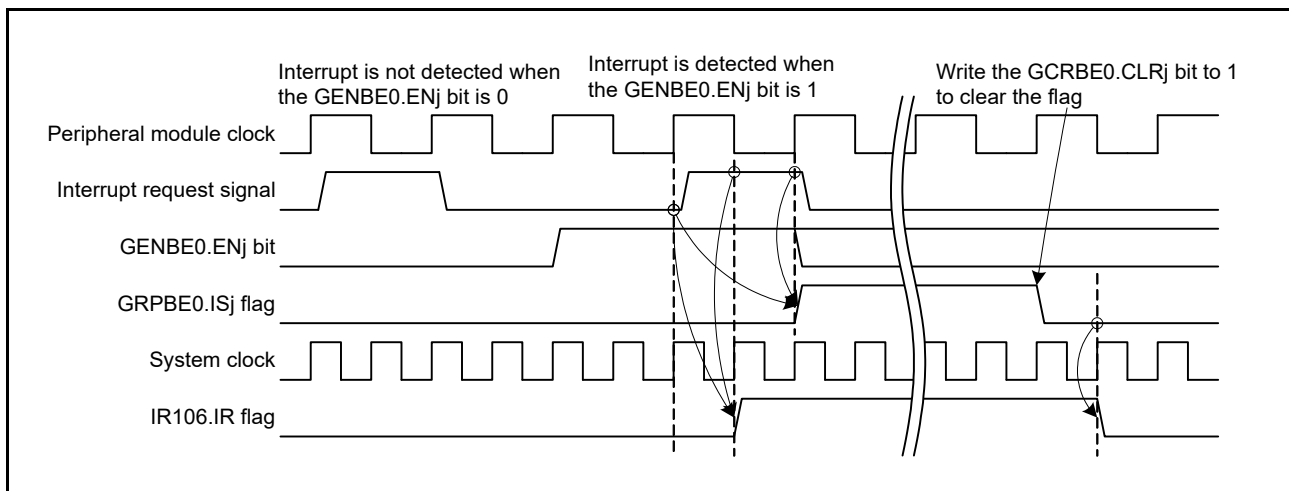 Interrupt is not detected when
the GENBE0.ENj bit is 0
Interrupt is detected when
the GENBE0.ENj bit is 1
Write the GCRBE0.CLRj bit to 1
to clear the flag
Peripheral module clock
Interrupt request signal
GENBE0.ENj bit
GRPBE0.ISj flag
System clock
IR106.IR flag